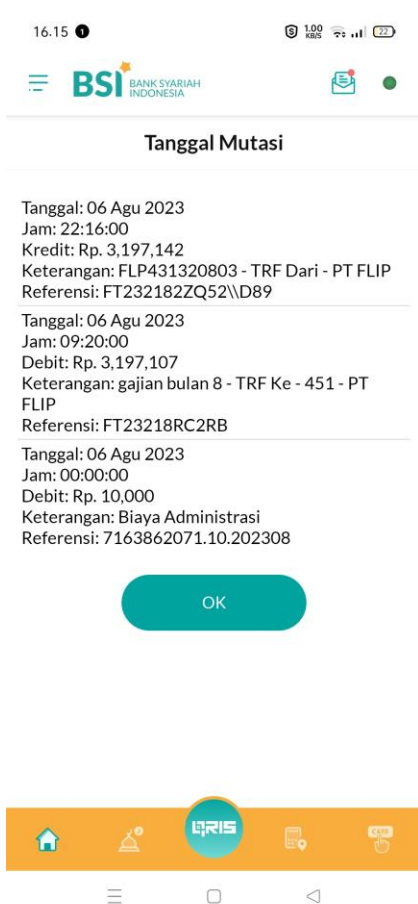 16.15 1
1.00 KB/S 22
BSI BANK SYARIAH
INDONESIA
Tanggal Mutasi
Tanggal: 06 Agu 2023
Jam: 22:16:00
Kredit: Rp. 3,197,142
Keterangan: FLP431320803 - TRF Dari - PT FLIP
Referensi: FT232182ZQ52\\D89
Tanggal: 06 Agu 2023
Jam: 09:20:00
Debit: Rp. 3,197,107
Keterangan: gajian bulan 8 - TRF Ke - 451 - PT
FLIP
Referensi: FT23218RC2RB
Tanggal: 06 Agu 2023
Jam: 00:00:00
Debit: Rp. 10,000
Keterangan: Biaya Administrasi
Referensi: 7163862071.10.202308
OK
QRIS
CARD